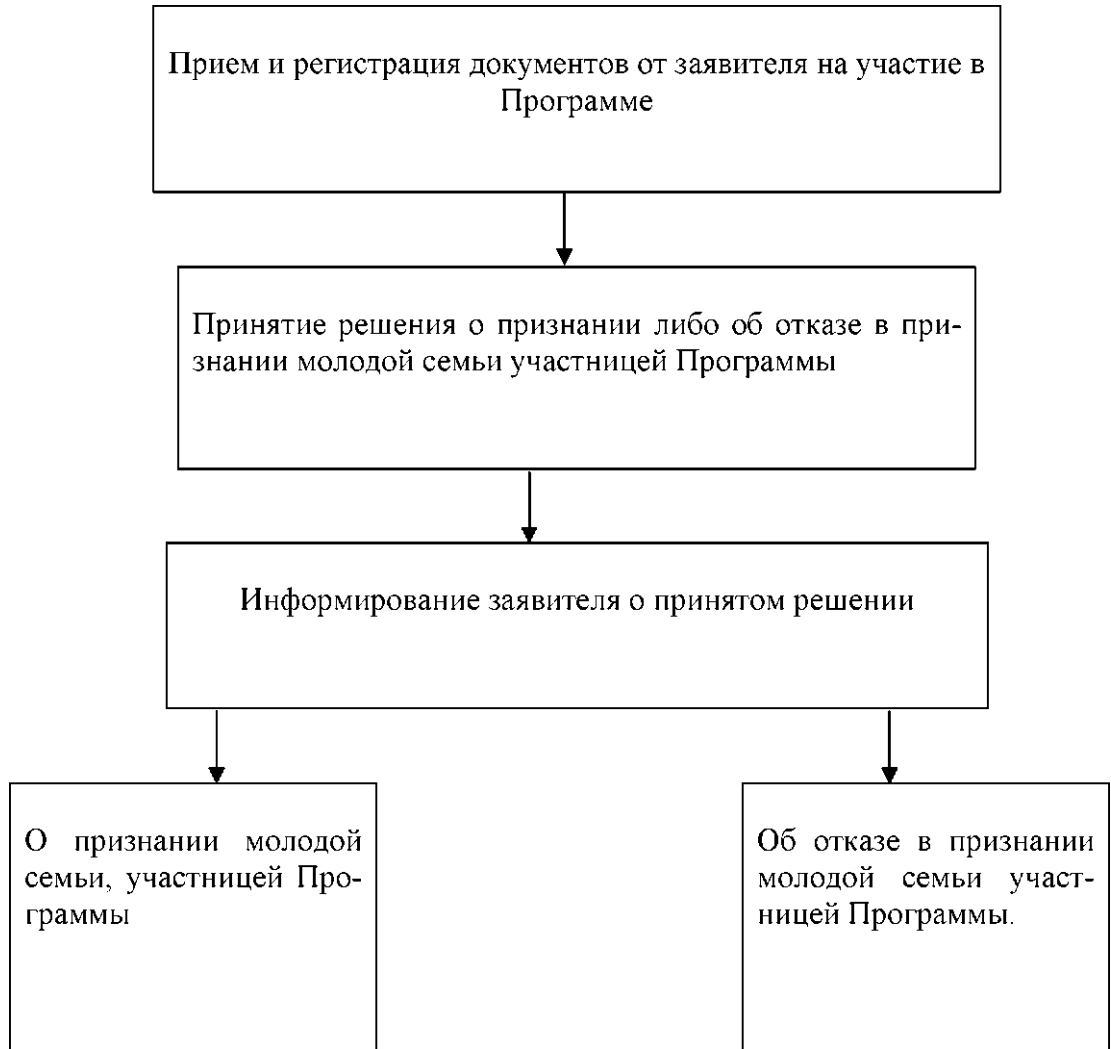 Прием и регистрация документов от заявителя на участие в
Программе
Принятие решения о признании либо об отказе в при-
знании молодой семьи участницей Программы
Информирование заявителя о принятом решении
О признании молодой
семьи, участницей Про-
граммы
Об отказе в признании
молодой семьи участ-
ницей Программы.